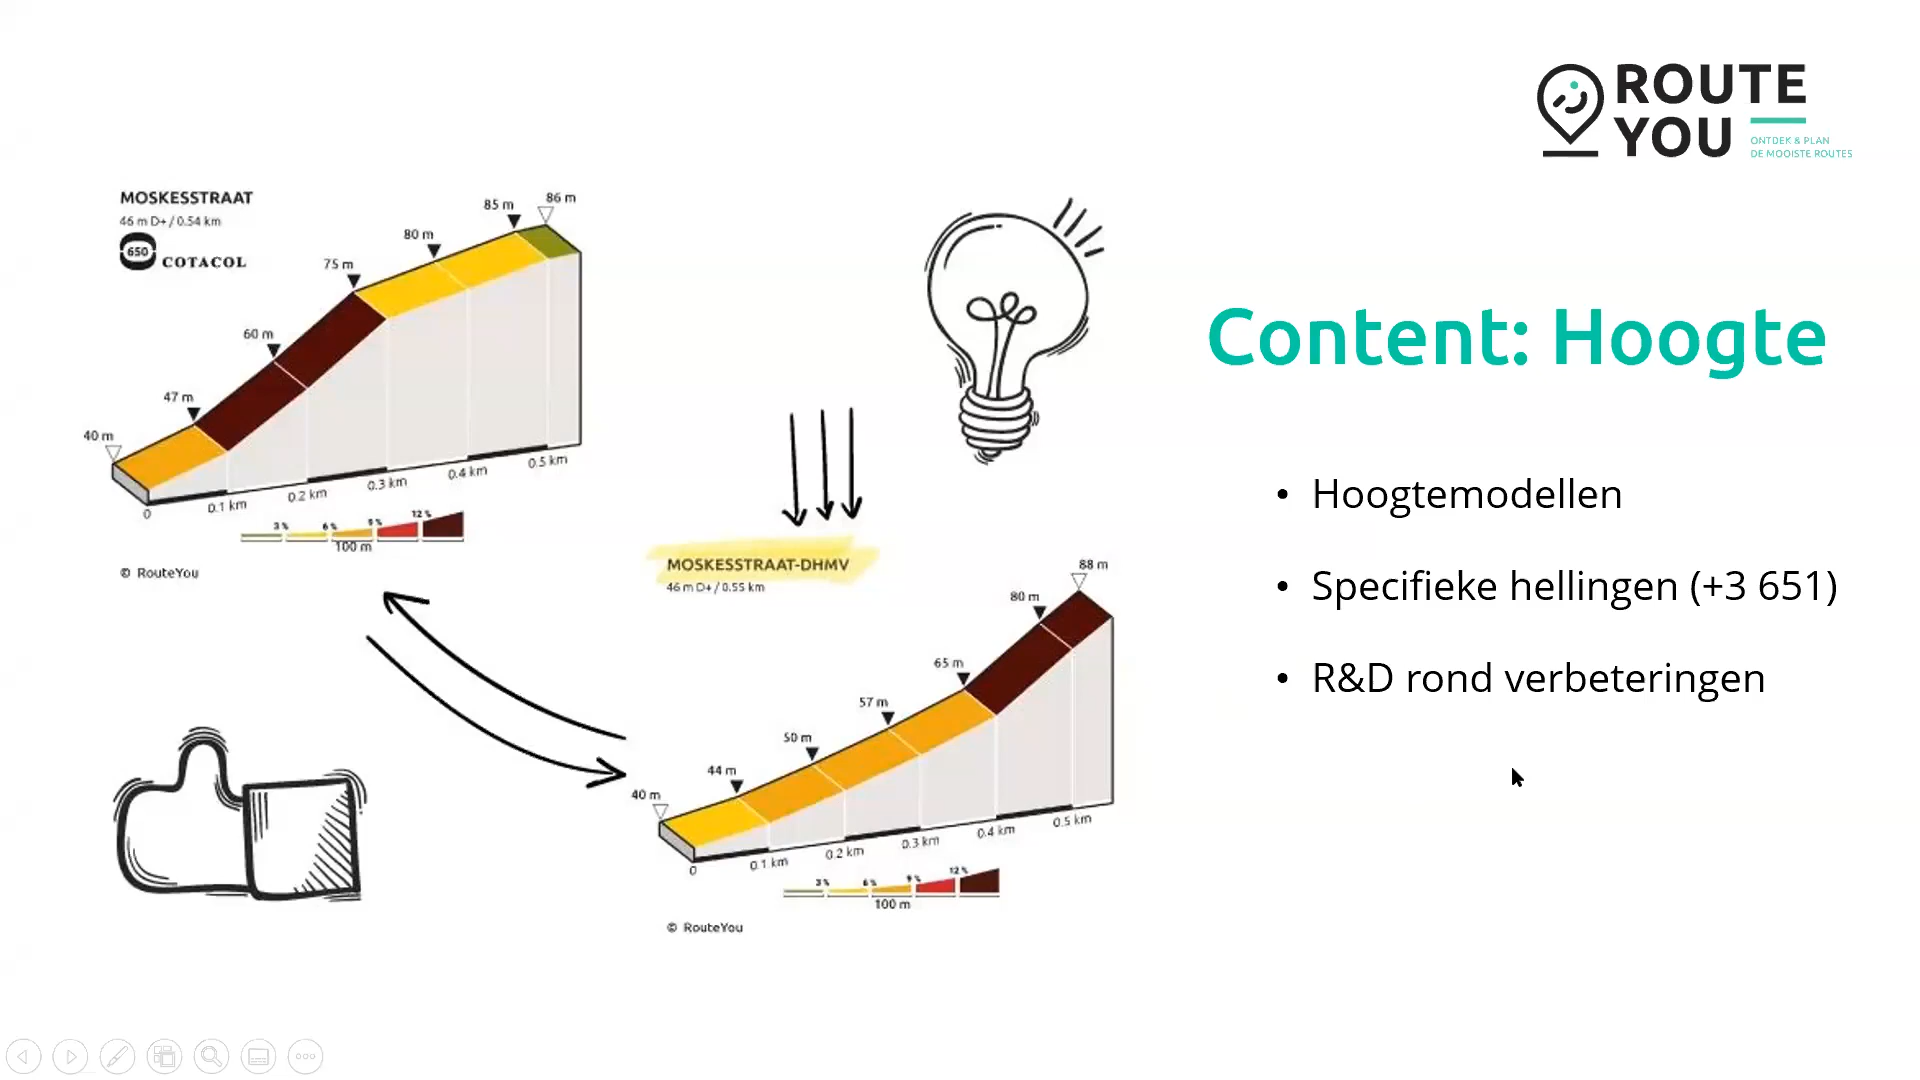 ROUTE
YOU
ONTDEK & PLAN
DE MOOISTE ROUTES
MOSKESSTRAAT
46 m D+ / 0.54 km
650
COTACOL
40 m
47 m
60 m
75 m
80 m
85 m
86 m
0
0.1 km
0.2 km
0.3 km
0.4 km
0.5 km
3 %
6 %
9 %
12 %
100 m
© RouteYou
MOSKESSTRAAT-DHMV
46 m D+ / 0.55 km
40 m
44 m
50 m
57 m
65 m
80 m
88 m
0
0.1 km
0.2 km
0.3 km
0.4 km
0.5 km
3 %
6 %
9 %
12 %
100 m
© RouteYou
Content: Hoogte
• Hoogtemodellen
• Specifieke hellingen (+3 651)
• R&D rond verbeteringen